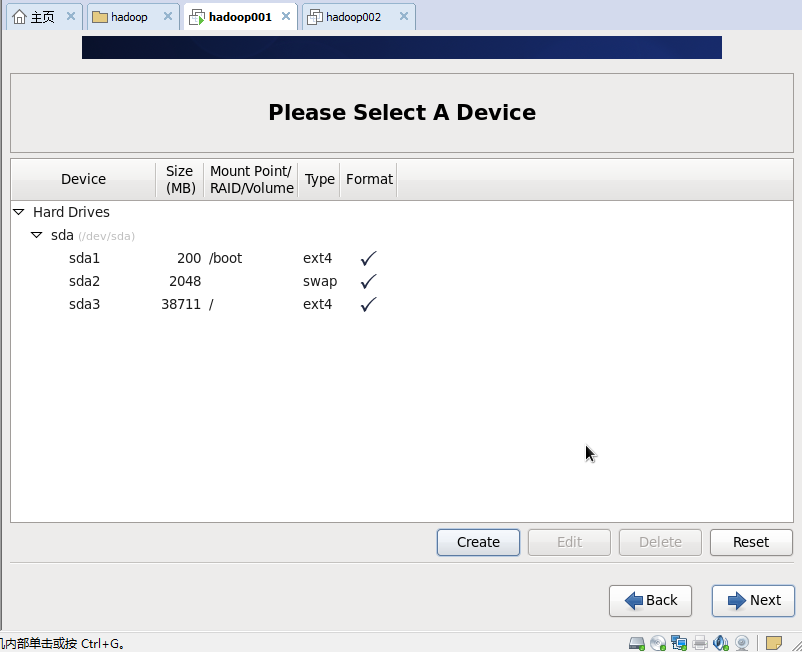 主页 hadoop hadoop001 hadoop002
Please Select A Device
Device Size (MB) Mount Point/ RAID/Volume Type Format
Hard Drives
sda (/dev/sda)
sda1 200 /boot ext4
sda2 2048 swap
sda3 38711 / ext4
Create Edit Delete Reset
Back Next
内部单击或按 Ctrl+G。